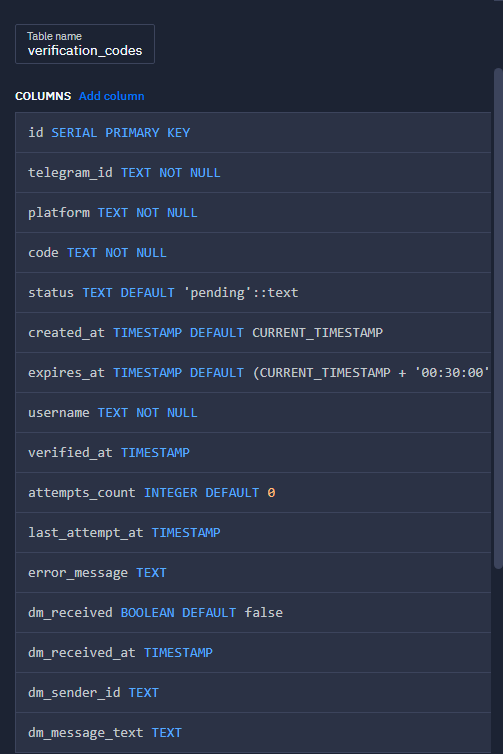 Table name
verification_codes
COLUMNS Add column
id SERIAL PRIMARY KEY
telegram_id TEXT NOT NULL
platform TEXT NOT NULL
code TEXT NOT NULL
status TEXT DEFAULT 'pending'::text
created_at TIMESTAMP DEFAULT CURRENT_TIMESTAMP
expires_at TIMESTAMP DEFAULT (CURRENT_TIMESTAMP + '00:30:00'
username TEXT NOT NULL
verified_at TIMESTAMP
attempts_count INTEGER DEFAULT 0
last_attempt_at TIMESTAMP
error_message TEXT
dm_received BOOLEAN DEFAULT false
dm_received_at TIMESTAMP
dm_sender_id TEXT
dm_message_text TEXT